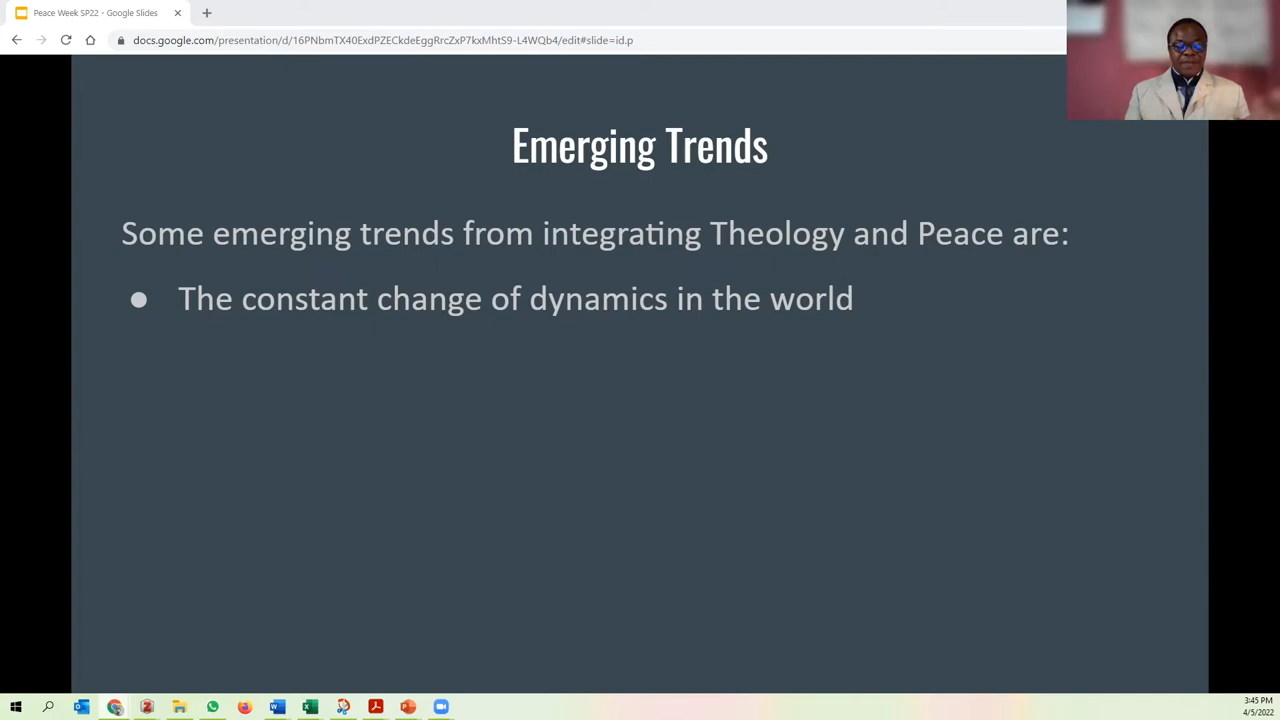 Peace Week SP22 - Google Slides
docs.google.com/presentation/d/16PNbmTX40ExdPZECkdeEggRrcZxP7kxMhtS9-L4WQb4/edit#slide=id.p
Emerging Trends
Some emerging trends from integrating Theology and Peace are:
● The constant change of dynamics in the world
3:45 PM
4/5/2022